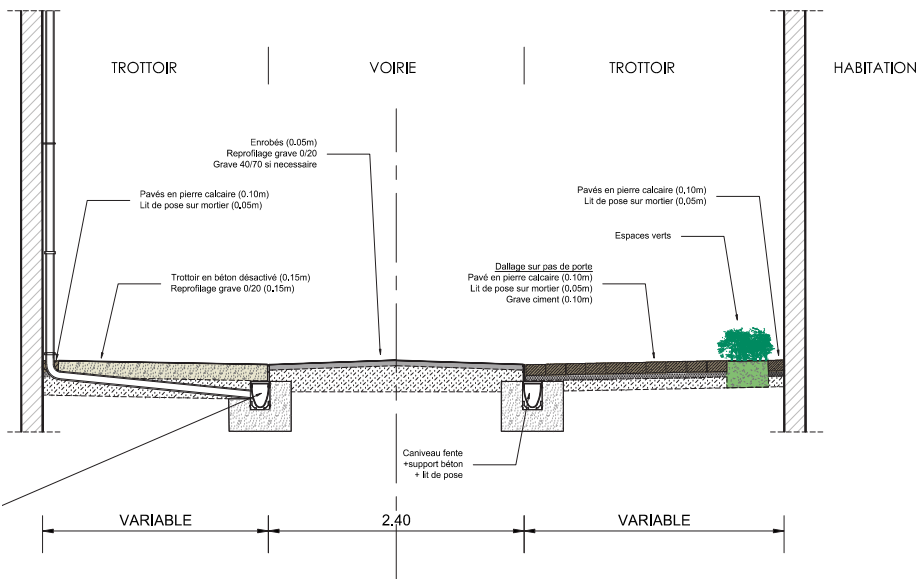 TROTTOIR
VOIRIE
TROTTOIR
HABITATION
Enrobés (0.05m)
Reprofilage grave 0/20
Grave 40/70 si necessaire
Pavés en pierre calcaire (0.10m)
Lit de pose sur mortier (0.05m)
Pavés en pierre calcaire (0.10m)
Lit de pose sur mortier (0.05m)
Espaces verts
Trottoir en béton désactivé (0.15m)
Reprofilage grave 0/20 (0.15m)
Dallage sur pas de porte
Pavé en pierre calcaire (0.10m)
Lit de pose sur mortier (0.05m)
Grave ciment (0.10m)
Caniveau fente
+support béton
+ lit de pose
VARIABLE
2.40
VARIABLE